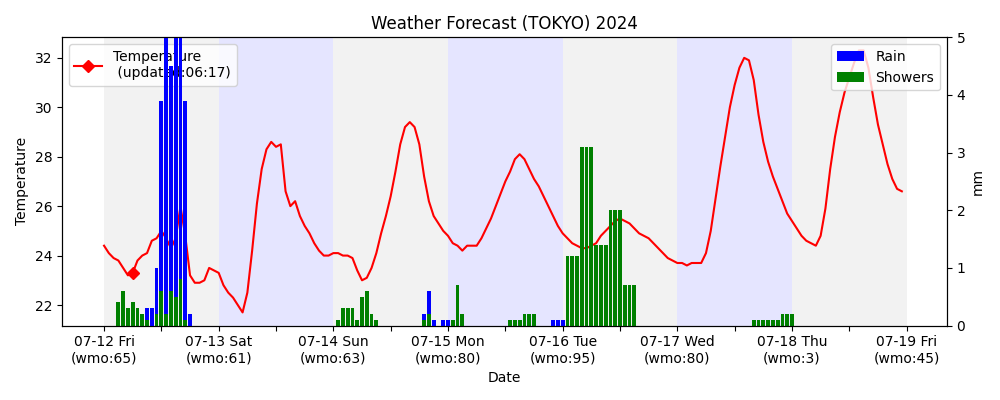 Weather Forecast (TOKYO) 2024
Temperature
(updated:06:17)
Rain
Showers
Temperature
32
30
28
26
24
22
5
4
3
2
1
0
mm
07-12 Fri
(wmo:65)
07-13 Sat
(wmo:61)
07-14 Sun
(wmo:63)
07-15 Mon
(wmo:80)
07-16 Tue
(wmo:95)
07-17 Wed
(wmo:80)
07-18 Thu
(wmo:3)
07-19 Fri
(wmo:45)
Date